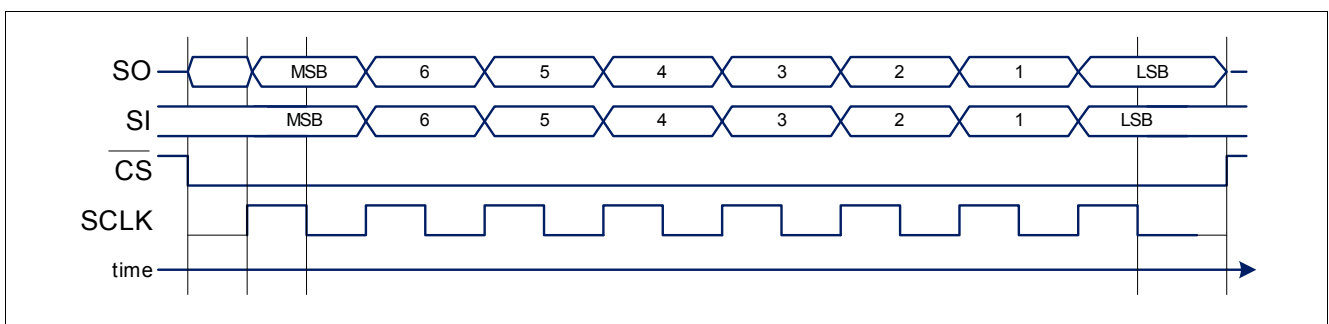 SO MSB 6 5 4 3 2 1 LSB
SI MSB 6 5 4 3 2 1 LSB
CS
SCLK
time